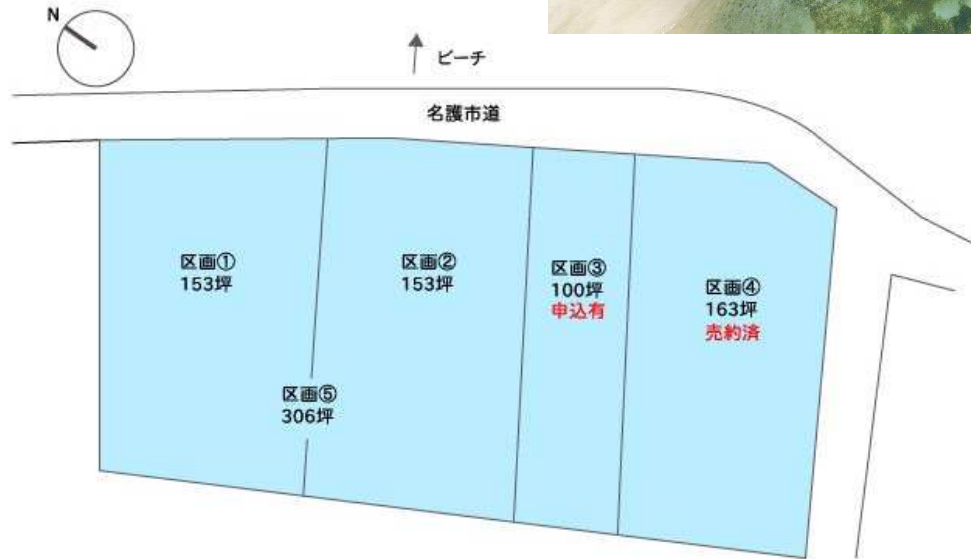 N
ビーチ
名護市道
区画①
153坪
区画②
153坪
区画③
100坪
申込有
区画④
163坪
売約済
区画⑤
306坪